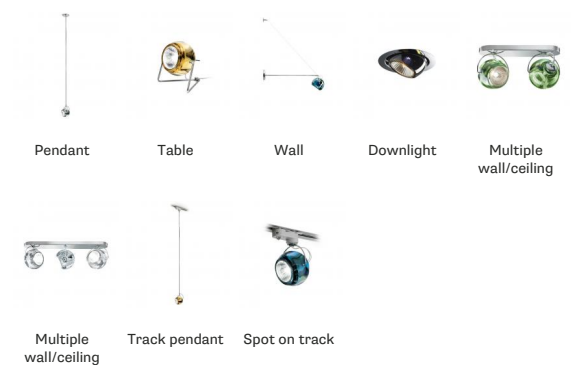 Pendant
Table
Wall
Downlight
Multiple
wall/ceiling
Multiple
wall/ceiling
Track pendant
Spot on track